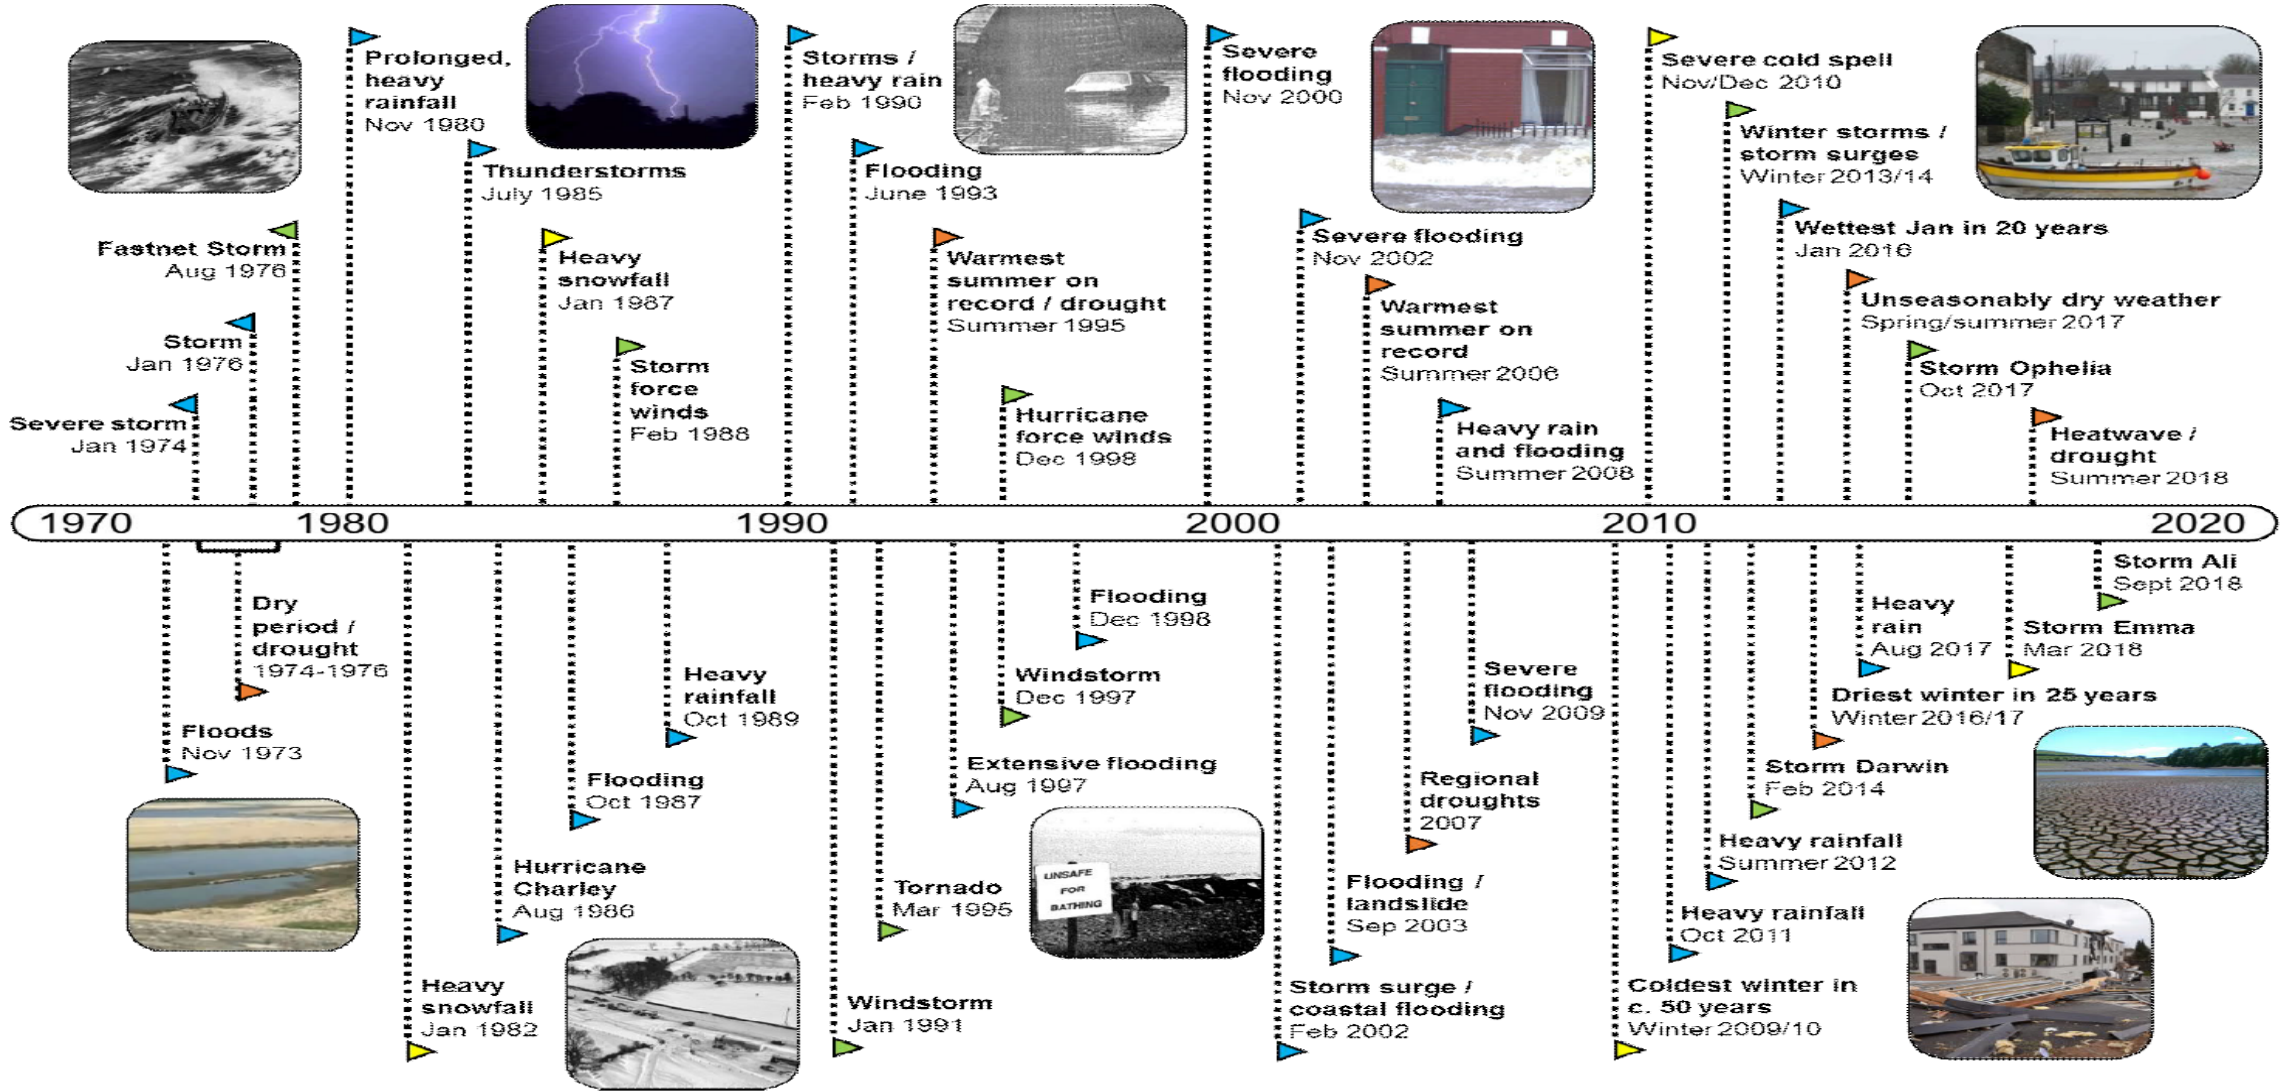 Prolonged,
heavy
rainfall
Nov 1980
Thunderstorms
July 1985
Fastnet Storm
Aug 1976
Heavy
snowfall
Jan 1987
Storm
Jan 1976
Storm
force
winds
Feb 1988
Severe storm
Jan 1974
Storms /
heavy rain
Feb 1990
Flooding
June 1993
Warmest
summer on
record / drought
Summer 1995
Hurricane
force winds
Dec 1998
Severe
flooding
Nov 2000
Severe flooding
Nov 2002
Warmest
summer on
record
Summer 2006
Heavy rain
and flooding
Summer 2008
Severe cold spell
Nov/Dec 2010
Winter storms /
storm surges
Winter 2013/14
Wettest Jan in 20 years
Jan 2016
Unseasonably dry weather
Spring/summer 2017
Storm Ophelia
Oct 2017
Heatwave /
drought
Summer 2018
1970 1980 1990 2000 2010 2020
Dry
period /
drought
1974-1976
Floods
Nov 1973
Heavy
rainfall
Oct 1989
Flooding
Oct 1987
Hurricane
Charley
Aug 1986
Heavy
snowfall
Jan 1982
Flooding
Dec 1998
Windstorm
Dec 1997
Extensive flooding
Aug 1997
Tornado
Mar 1995
UNSAFE
FOR
BATHING
Windstorm
Jan 1991
Severe
flooding
Nov 2009
Regional
droughts
2007
Flooding /
landslide
Sep 2003
Storm surge /
coastal flooding
Feb 2002
Storm Ali
Sept 2018
Heavy
rain
Aug 2017
Storm Emma
Mar 2018
Driest winter in 25 years
Winter 2016/17
Storm Darwin
Feb 2014
Heavy rainfall
Summer 2012
Heavy rainfall
Oct 2011
Coldest winter in
c. 50 years
Winter 2009/10